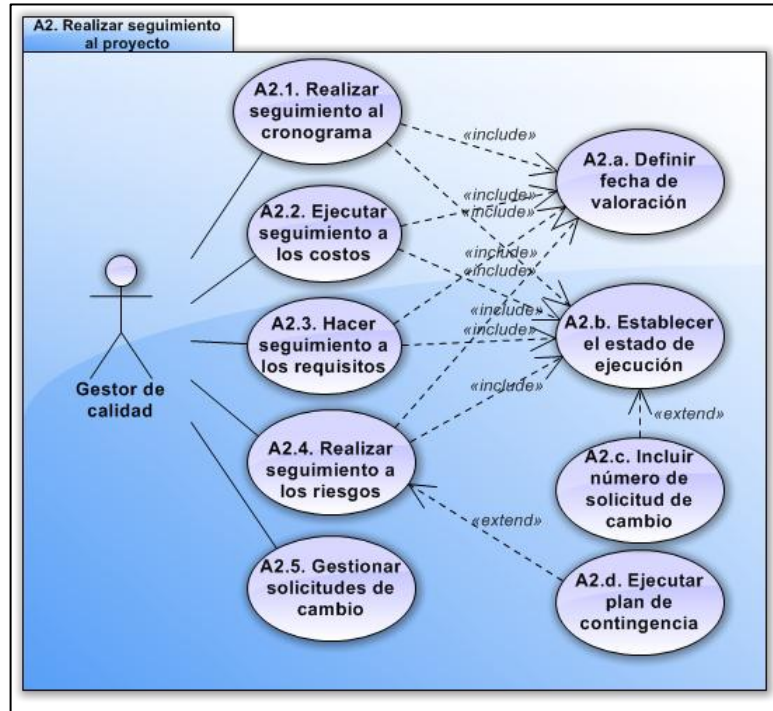 A2. Realizar seguimiento
al proyecto
A2.1. Realizar
seguimiento al
cronograma
«include»
A2.a. Definir
fecha de
valoración
«include»
«include»
A2.2. Ejecutar
seguimiento a
los costos
«include»
«include»
A2.3. Hacer
seguimiento a
los requisitos
«include»
«include»
A2.b. Establecer
el estado de
ejecución
Gestor de
calidad
«include»
A2.4. Realizar
seguimiento a
los riesgos
«extend»
A2.c. Incluir
número de
solicitud de
cambio
«extend»
A2.5. Gestionar
solicitudes de
cambio
A2.d. Ejecutar
plan de
contingencia